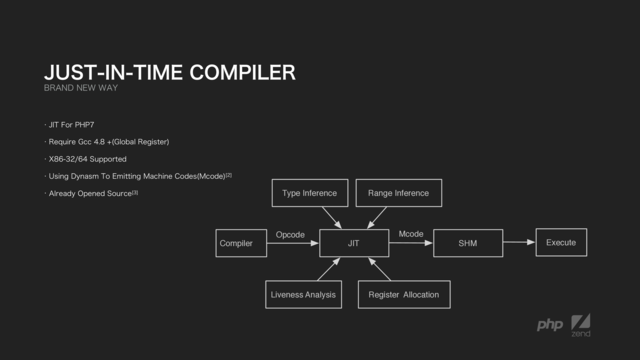 JUST-IN-TIME COMPILER
BRAND NEW WAY
· JIT For PHP7
· Require Gcc 4.8 +(Global Register)
· X86-32/64 Supported
· Using Dynasm To Emitting Machine Codes(Mcode)[2]
· Already Opened Source[3]
Type Inference
Range Inference
Compiler
Opcode
JIT
Mcode
SHM
Execute
Liveness Analysis
Register Allocation
php
zend